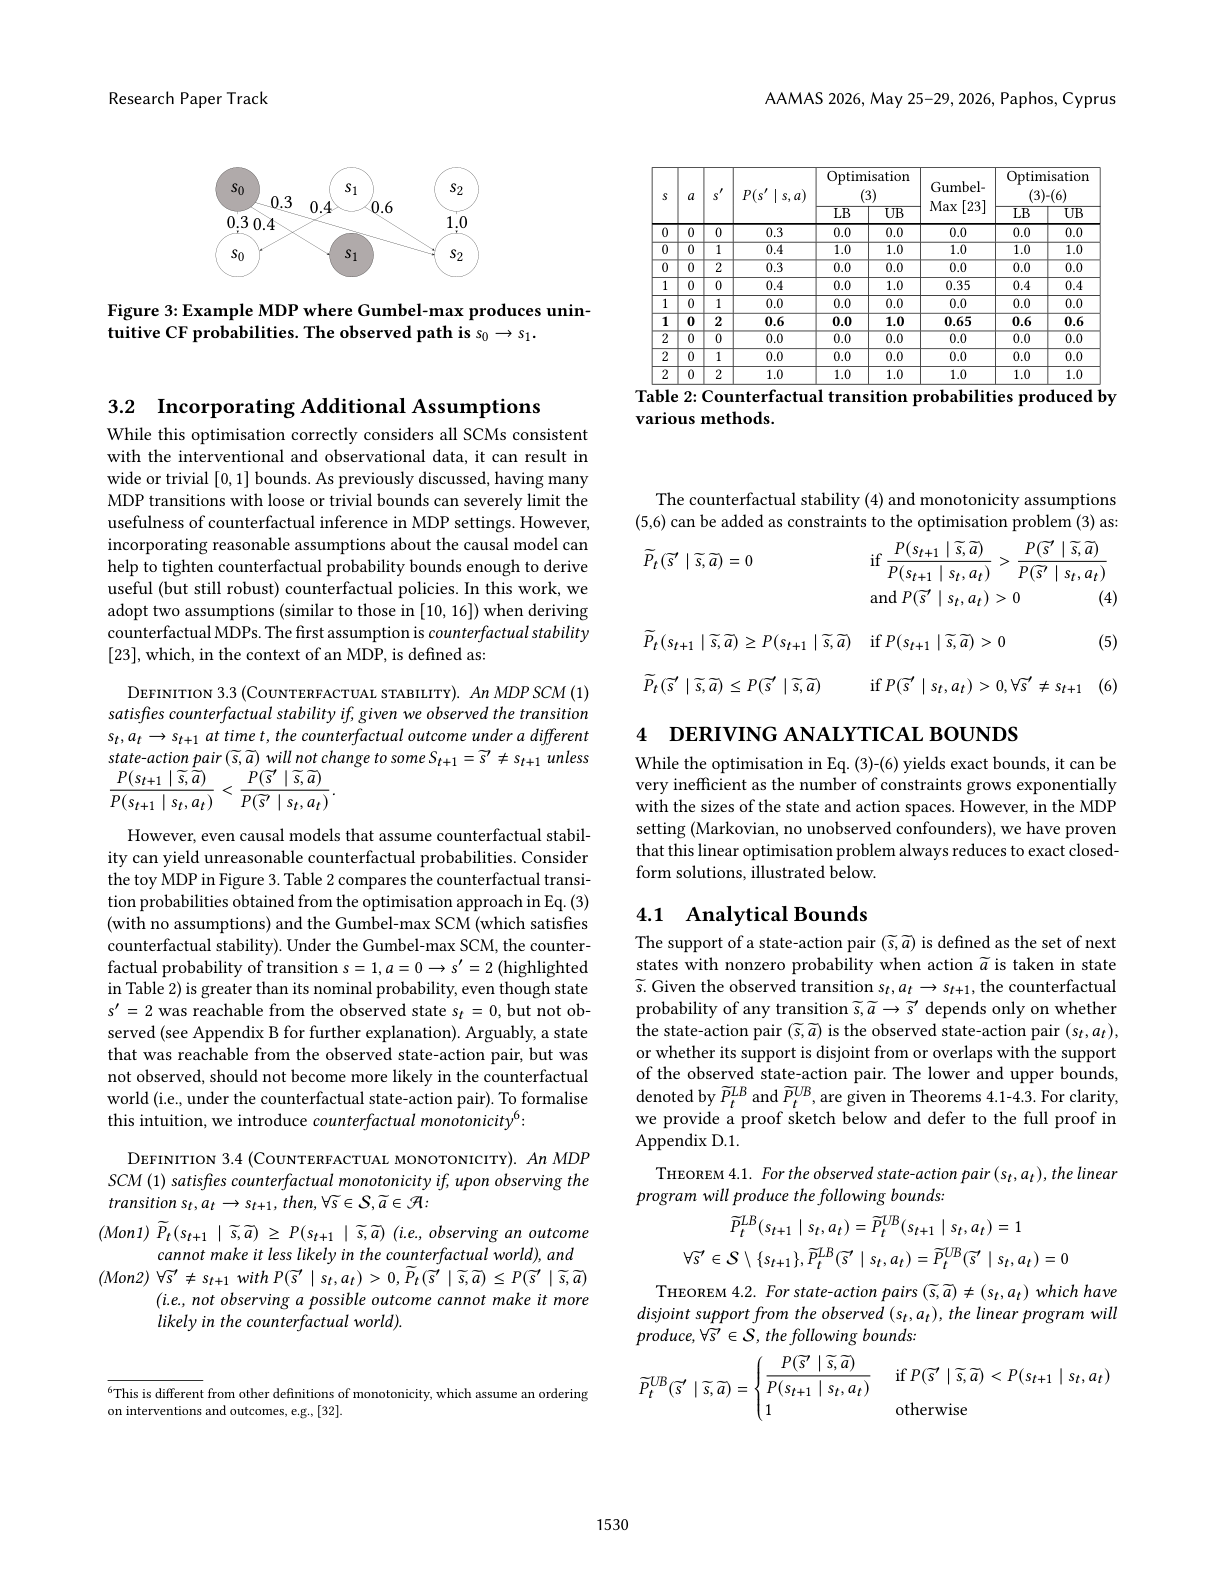 Research Paper Track
AAMAS 2026, May 25–29, 2026, Paphos, Cyprus
s0 s1 s2
0.3 0.4 0.6
0.3 0.4 1.0
s0 s1 s2
Figure 3: Example MDP where Gumbel-max produces unin-
tuitive CF probabilities. The observed path is s0 → s1.
3.2 Incorporating Additional Assumptions
While this optimisation correctly considers all SCMs consistent
with the interventional and observational data, it can result in
wide or trivial [0, 1] bounds. As previously discussed, having many
MDP transitions with loose or trivial bounds can severely limit the
usefulness of counterfactual inference in MDP settings. However,
incorporating reasonable assumptions about the causal model can
help to tighten counterfactual probability bounds enough to derive
useful (but still robust) counterfactual policies. In this work, we
adopt two assumptions (similar to those in [10, 16]) when deriving
counterfactual MDPs. The first assumption is counterfactual stability
[23], which, in the context of an MDP, is defined as:
Definition 3.3 (Counterfactual stability). An MDP SCM (1)
satisfies counterfactual stability if, given we observed the transition
st, at → st+1 at time t, the counterfactual outcome under a different
state-action pair (s̃, ã) will not change to some St+1 = s̃′ ≠ st+1 unless
P(st+1 | s̃, ã) / P(st+1 | st, at) < P(s̃′ | s̃, ã) / P(s̃′ | st, at).
However, even causal models that assume counterfactual stabil-
ity can yield unreasonable counterfactual probabilities. Consider
the toy MDP in Figure 3. Table 2 compares the counterfactual transi-
tion probabilities obtained from the optimisation approach in Eq. (3)
(with no assumptions) and the Gumbel-max SCM (which satisfies
counterfactual stability). Under the Gumbel-max SCM, the counter-
factual probability of transition s = 1, a = 0 → s′ = 2 (highlighted
in Table 2) is greater than its nominal probability, even though state
s′ = 2 was reachable from the observed state st = 0, but not ob-
served (see Appendix B for further explanation). Arguably, a state
that was reachable from the observed state-action pair, but was
not observed, should not become more likely in the counterfactual
world (i.e., under the counterfactual state-action pair). To formalise
this intuition, we introduce counterfactual monotonicity6:
Definition 3.4 (Counterfactual monotonicity). An MDP
SCM (1) satisfies counterfactual monotonicity if, upon observing the
transition st, at → st+1, then, ∀s̃ ∈ S, ã ∈ A:
(Mon1) P̃t(st+1 | s̃, ã) ≥ P(st+1 | s̃, ã) (i.e., observing an outcome
cannot make it less likely in the counterfactual world), and
(Mon2) ∀s̃′ ≠ st+1 with P(s̃′ | st, at) > 0, P̃t(s̃′ | s̃, ã) ≤ P(s̃′ | s̃, ã)
(i.e., not observing a possible outcome cannot make it more
likely in the counterfactual world).
6This is different from other definitions of monotonicity, which assume an ordering
on interventions and outcomes, e.g., [32].
s a s′ P(s′ | s, a) Optimisation (3) Gumbel-Max [23] Optimisation (3)-(6)
LB UB LB UB
0 0 0 0.3 0.0 0.0 0.0 0.0 0.0
0 0 1 0.4 1.0 1.0 1.0 1.0 1.0
0 0 2 0.3 0.0 0.0 0.0 0.0 0.0
1 0 0 0.4 0.0 1.0 0.35 0.4 0.4
1 0 1 0.0 0.0 0.0 0.0 0.0 0.0
1 0 2 0.6 0.0 1.0 0.65 0.6 0.6
2 0 0 0.0 0.0 0.0 0.0 0.0 0.0
2 0 1 0.0 0.0 0.0 0.0 0.0 0.0
2 0 2 1.0 1.0 1.0 1.0 1.0 1.0
Table 2: Counterfactual transition probabilities produced by
various methods.
The counterfactual stability (4) and monotonicity assumptions
(5,6) can be added as constraints to the optimisation problem (3) as:
P̃t(s̃′ | s̃, ã) = 0 if P(st+1 | s̃, ã) / P(st+1 | st, at) > P(s̃′ | s̃, ã) / P(s̃′ | st, at)
and P(s̃′ | st, at) > 0 (4)
P̃t(st+1 | s̃, ã) ≥ P(st+1 | s̃, ã) if P(st+1 | s̃, ã) > 0 (5)
P̃t(s̃′ | s̃, ã) ≤ P(s̃′ | s̃, ã) if P(s̃′ | st, at) > 0, ∀s̃′ ≠ st+1 (6)
4 DERIVING ANALYTICAL BOUNDS
While the optimisation in Eq. (3)-(6) yields exact bounds, it can be
very inefficient as the number of constraints grows exponentially
with the sizes of the state and action spaces. However, in the MDP
setting (Markovian, no unobserved confounders), we have proven
that this linear optimisation problem always reduces to exact closed-
form solutions, illustrated below.
4.1 Analytical Bounds
The support of a state-action pair (s̃, ã) is defined as the set of next
states with nonzero probability when action ã is taken in state
s̃. Given the observed transition st, at → st+1, the counterfactual
probability of any transition s̃, ã → s̃′ depends only on whether
the state-action pair (s̃, ã) is the observed state-action pair (st, at),
or whether its support is disjoint from or overlaps with the support
of the observed state-action pair. The lower and upper bounds,
denoted by P̃tLB and P̃tUB, are given in Theorems 4.1-4.3. For clarity,
we provide a proof sketch below and defer to the full proof in
Appendix D.1.
Theorem 4.1. For the observed state-action pair (st, at), the linear
program will produce the following bounds:
P̃tLB(st+1 | st, at) = P̃tUB(st+1 | st, at) = 1
∀s̃′ ∈ S \ {st+1}, P̃tLB(s̃′ | st, at) = P̃tUB(s̃′ | st, at) = 0
Theorem 4.2. For state-action pairs (s̃, ã) ≠ (st, at) which have
disjoint support from the observed (st, at), the linear program will
produce, ∀s̃′ ∈ S, the following bounds:
P̃tUB(s̃′ | s̃, ã) = { P(s̃′ | s̃, ã) / P(st+1 | st, at) if P(s̃′ | s̃, ã) < P(st+1 | st, at)
1 otherwise
1530